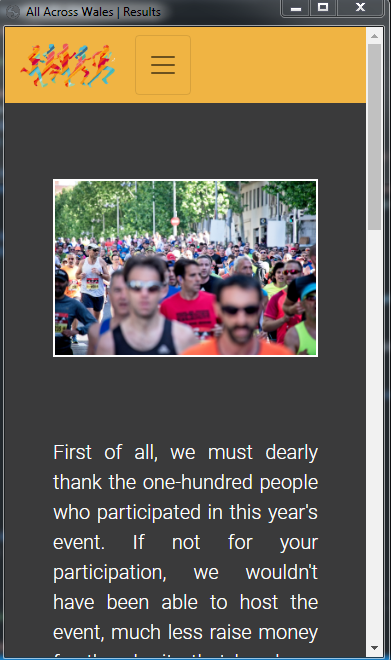 All Across Wales | Results
First of all, we must dearly
thank the one-hundred people
who participated in this year's
event. If not for your
participation, we wouldn't
have been able to host the
event, much less raise money